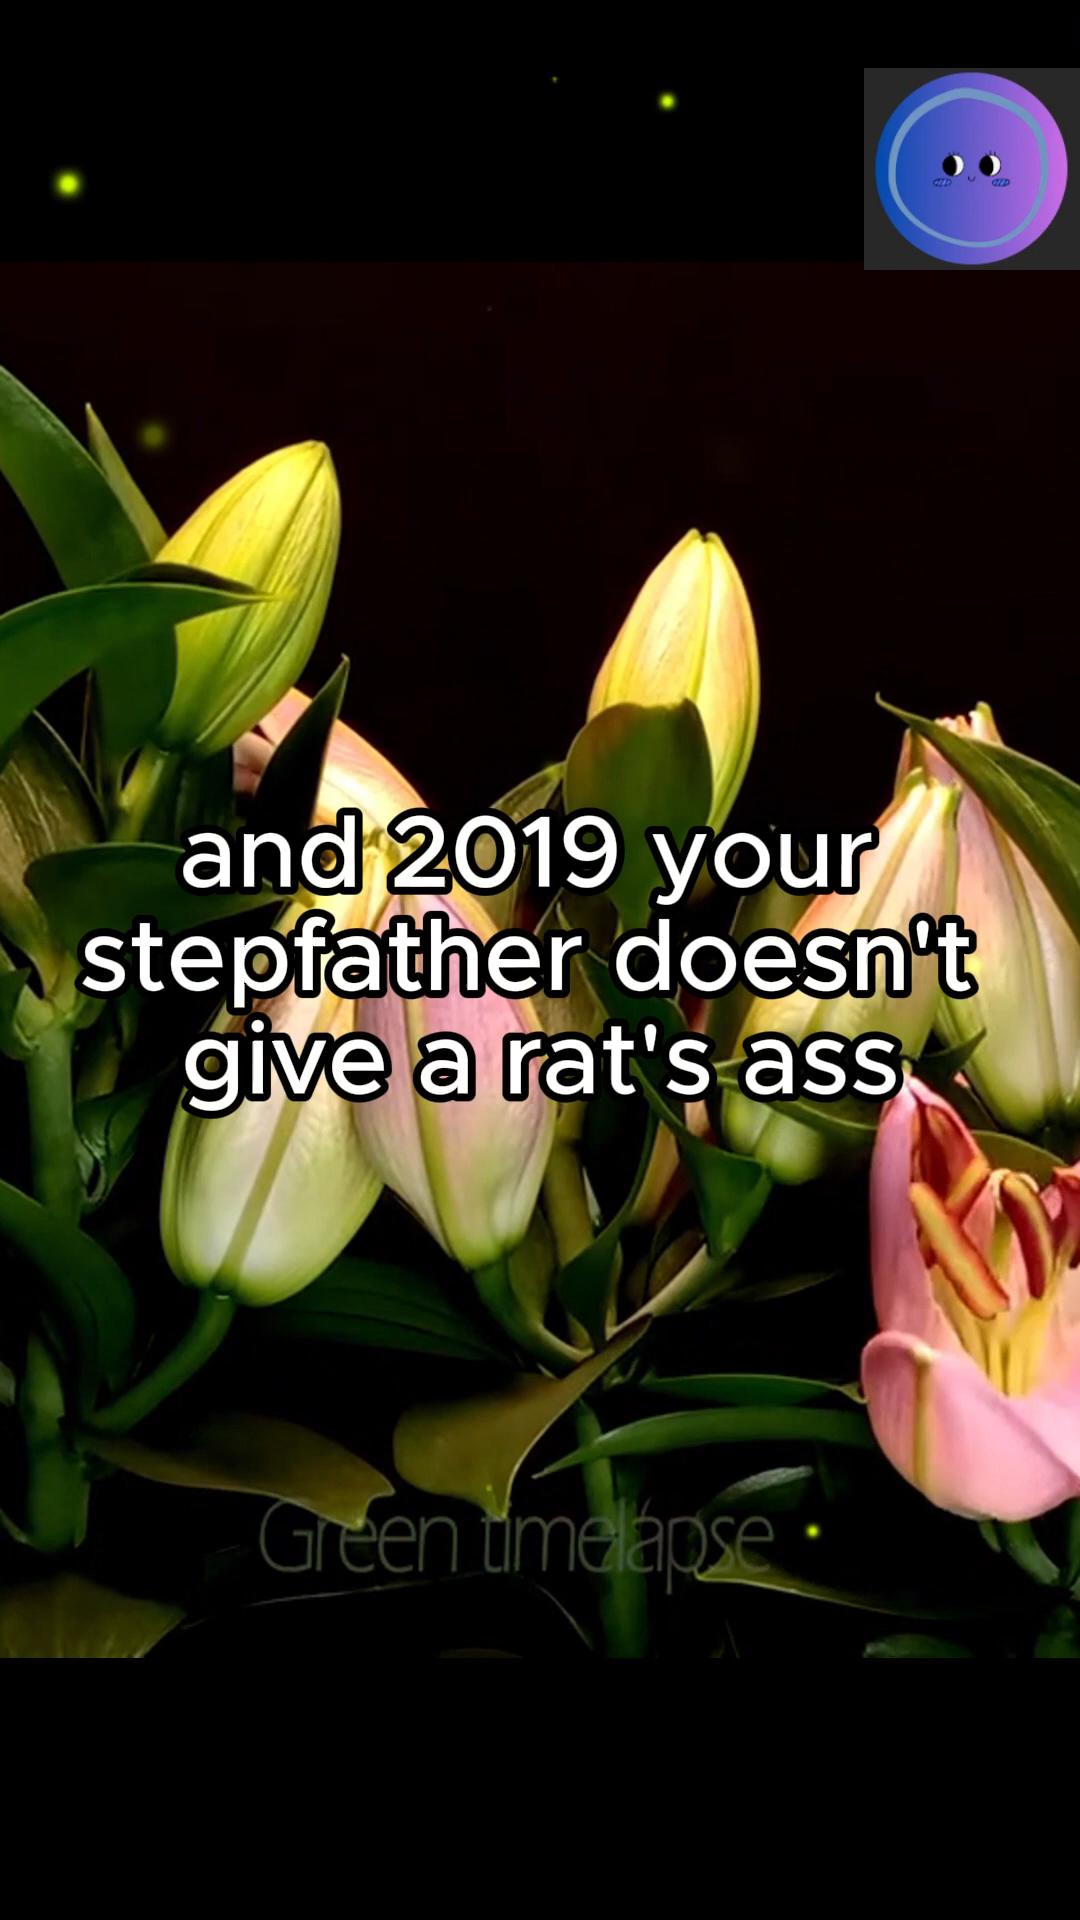 and 2019 your
stepfather doesn't
give a rat's ass
Green timelapse